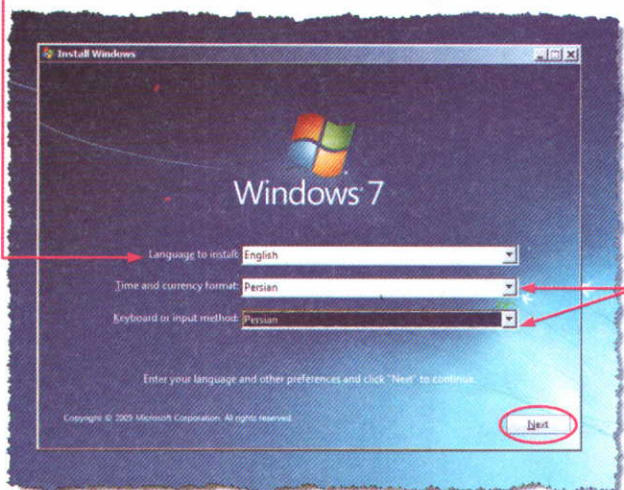 Install Windows
Windows 7
Language to install: English
Time and currency format: Persian
Keyboard or input method: Persian
Enter your language and other preferences and click "Next" to continue.
Copyright © 2009 Microsoft Corporation. All rights reserved.
Next